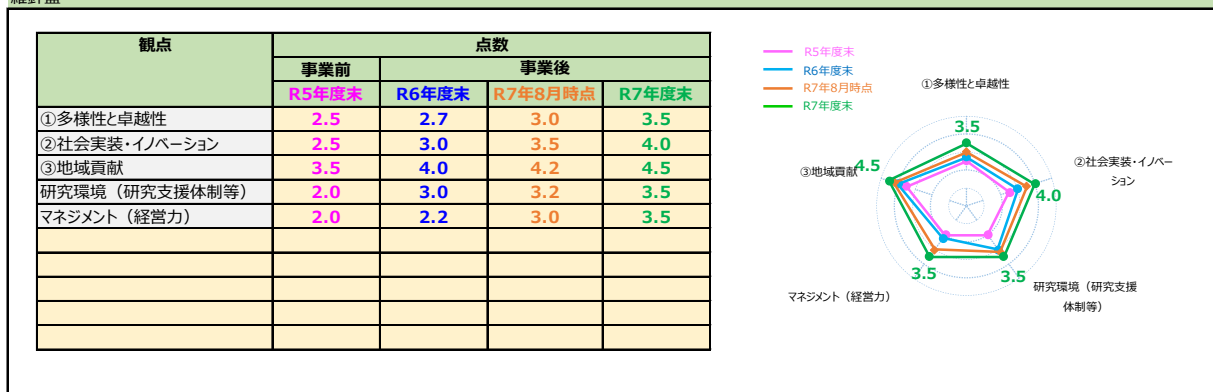 観点 点数
事業前 事業後
R5年度末 R6年度末 R7年8月時点 R7年度末
①多様性と卓越性 2.5 2.7 3.0 3.5
②社会実装・イノベーション 2.5 3.0 3.5 4.0
③地域貢献 3.5 4.0 4.2 4.5
研究環境（研究支援体制等） 2.0 3.0 3.2 3.5
マネジメント（経営力） 2.0 2.2 3.0 3.5
R5年度末
R6年度末
R7年8月時点
R7年度末
①多様性と卓越性
3.5
②社会実装・イノベー
ション
4.0
③地域貢献 4.5
3.5
3.5
研究環境（研究支援
体制等）
マネジメント（経営力）